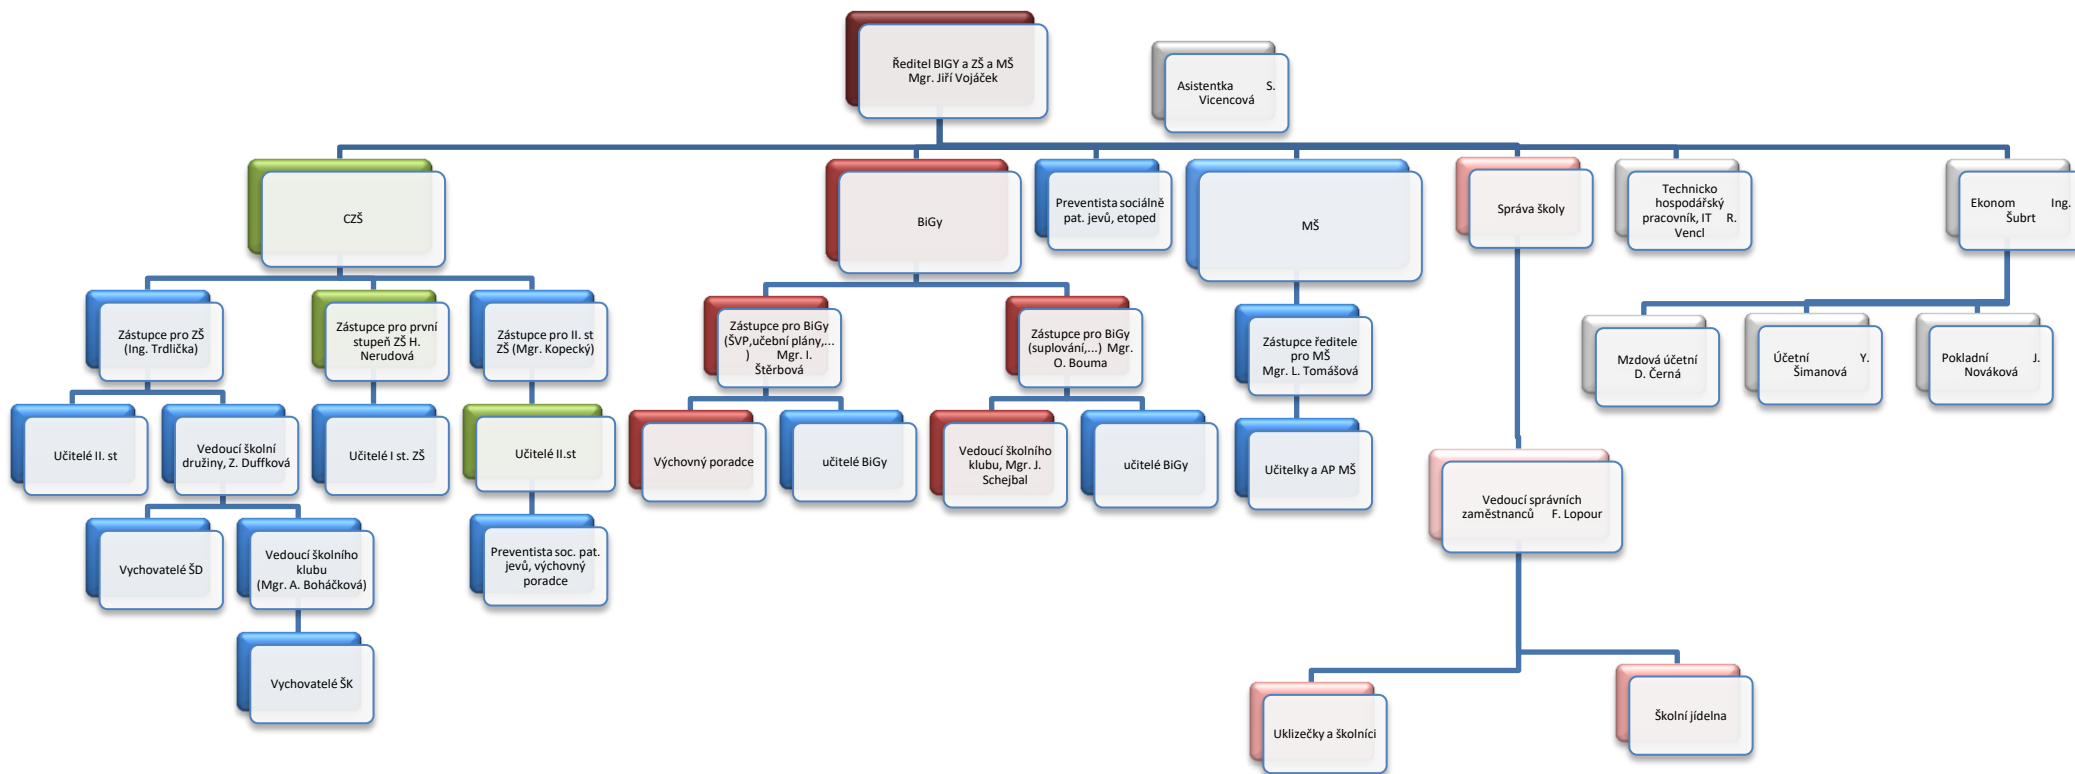 Ředitel BIGY a ZŠ a MŠ
Mgr. Jiří Vojáček
Asistentka S.
Vicencová
CZŠ
BiGy
Preventista sociálně
pat. jevů, etoped
MŠ
Správa školy
Technicko
hospodářský
pracovník, IT R.
Vencl
Ekonom Ing.
Šubrt
Zástupce pro ZŠ
(Ing. Trdlička)
Zástupce pro první
stupeň ZŠ H.
Nerudová
Zástupce pro II. st
ZŠ (Mgr. Kopecký)
Zástupce pro BiGy
(ŠVP,učební plány,...
) Mgr. I.
Štěrbová
Zástupce pro BiGy
(suplování,...) Mgr.
O. Bouma
Zástupce ředitele
pro MŠ
Mgr. L. Tomášová
Mzdová účetní
D. Černá
Účetní Y.
Šimanová
Pokladní J.
Nováková
Učitelé II. st
Vedoucí školní
družiny, Z. Duffková
Učitelé I st. ZŠ
Učitelé II.st
Výchovný poradce
učitelé BiGy
Vedoucí školního
klubu, Mgr. J.
Schejbal
učitelé BiGy
Učitelky a AP MŠ
Vedoucí správních
zaměstnanců F. Lopour
Vychovatelé ŠD
Vedoucí školního
klubu
(Mgr. A. Boháčková)
Preventista soc. pat.
jevů, výchovný
poradce
Vychovatelé ŠK
Uklizečky a školníci
Školní jídelna